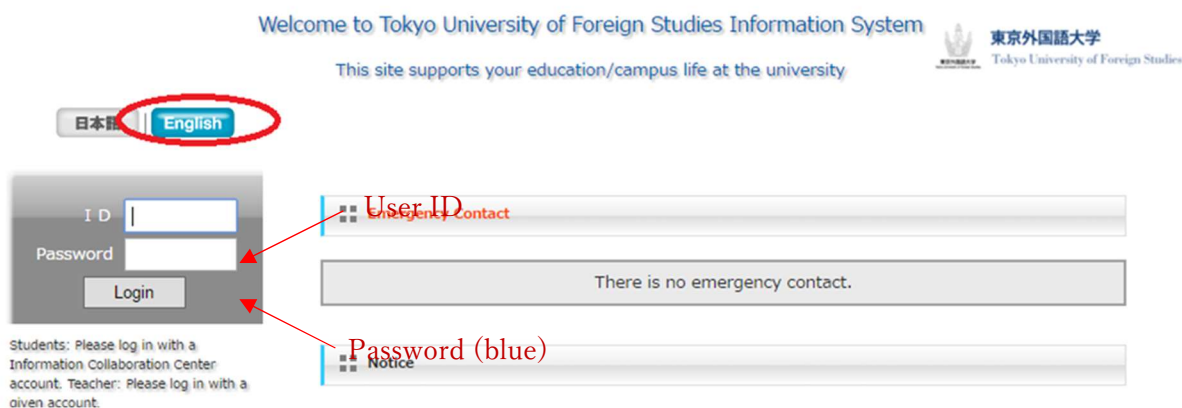 Welcome to Tokyo University of Foreign Studies Information System
東京外国語大学
Tokyo University of Foreign Studies
This site supports your education/campus life at the university
日本語 | English
I D
User ID
Emergency Contact
Password
There is no emergency contact.
Login
Students: Please log in with a
Information Collaboration Center
account. Teacher: Please log in with a
given account.
Password (blue)
Notice